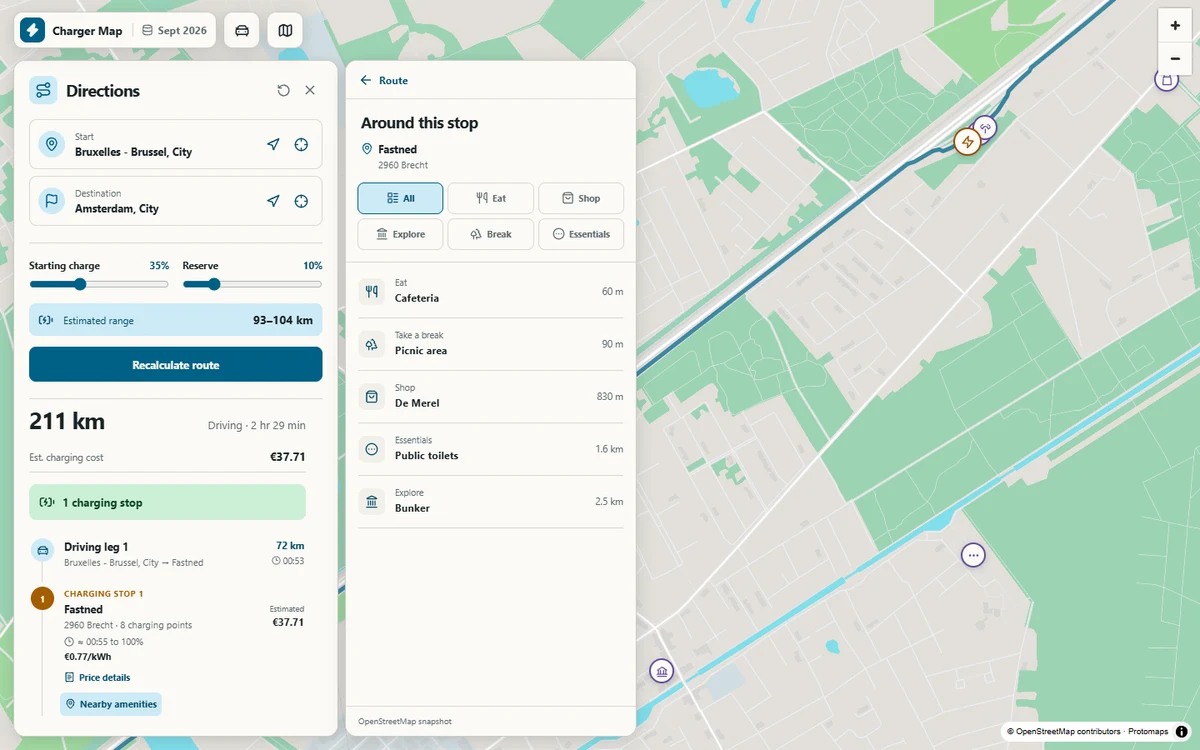 Charger Map
Sept 2026
Directions
Start
Bruxelles - Brussel, City
Destination
Amsterdam, City
Starting charge 35%
Reserve 10%
Estimated range 93–104 km
Recalculate route
211 km
Driving · 2 hr 29 min
Est. charging cost €37.71
1 charging stop
Driving leg 1 72 km
Bruxelles - Brussel, City → Fastned 00:53
1
CHARGING STOP 1
Fastned
Estimated
€37.71
2960 Brecht · 8 charging points
≈ 00:55 to 100%
€0.77/kWh
Price details
Nearby amenities
Route
Around this stop
Fastned
2960 Brecht
All
Eat
Shop
Explore
Break
Essentials
Eat
Cafeteria 60 m
Take a break
Picnic area 90 m
Shop
De Merel 830 m
Essentials
Public toilets 1.6 km
Explore
Bunker 2.5 km
OpenStreetMap snapshot
+
−
© OpenStreetMap contributors · Protomaps